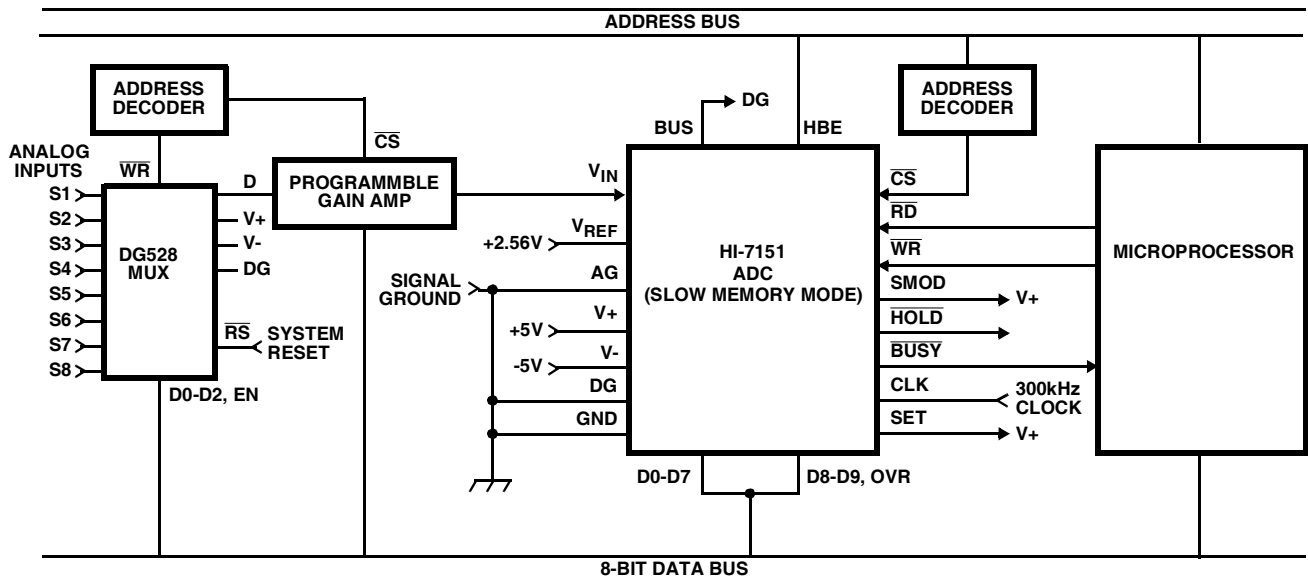 ADDRESS BUS
ADDRESS
DECODER
CS
WR
ANALOG
INPUTS
S1
S2
S3
S4
S5
S6
S7
S8
DG528
MUX
D
V+
V-
DG
RS
SYSTEM
RESET
D0-D2, EN
PROGRAMMBLE
GAIN AMP
BUS
DG
HBE
VIN
VREF
+2.56V
AG
SIGNAL
GROUND
V+
+5V
V-
-5V
DG
GND
HI-7151
ADC
(SLOW MEMORY MODE)
D0-D7
D8-D9, OVR
ADDRESS
DECODER
CS
RD
WR
SMOD
V+
HOLD
BUSY
CLK
300kHz
CLOCK
SET
V+
MICROPROCESSOR
8-BIT DATA BUS